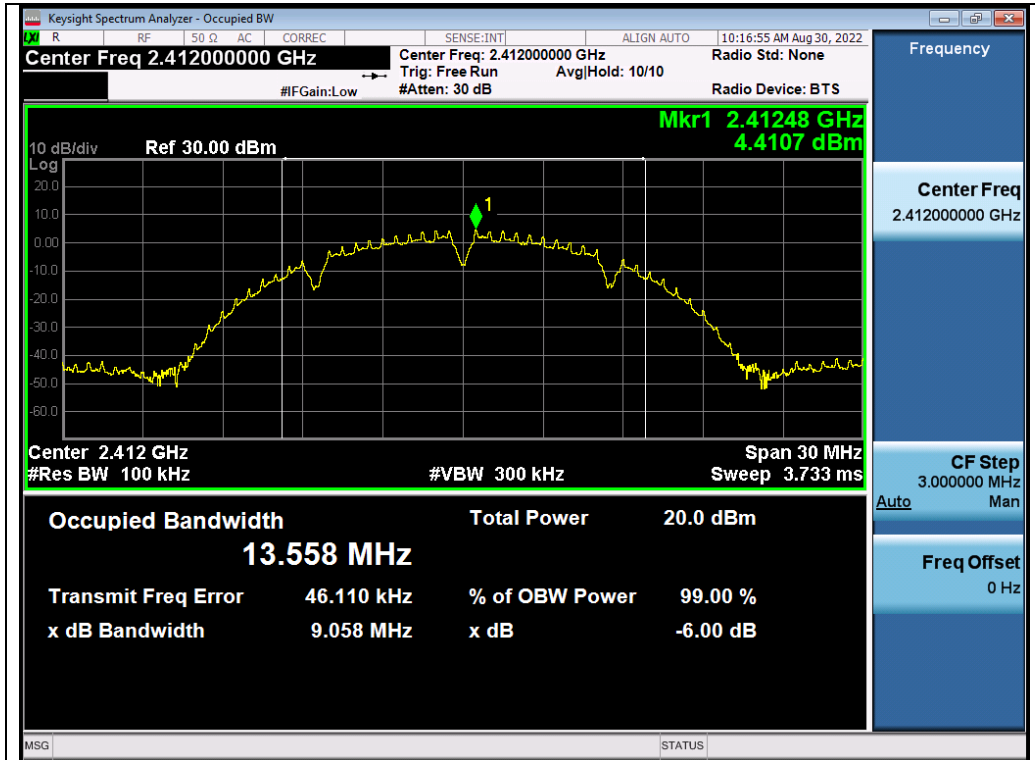 Keysight Spectrum Analyzer - Occupied BW
LXI R RF 50 Ω AC CORREC SENSE:INT ALIGN AUTO 10:16:55 AM Aug 30, 2022
Center Freq 2.412000000 GHz Center Freq: 2.412000000 GHz Radio Std: None
Trig: Free Run Avg|Hold: 10/10
#IFGain:Low #Atten: 30 dB Radio Device: BTS
Frequency
Mkr1 2.41248 GHz
4.4107 dBm
10 dB/div Ref 30.00 dBm
Log
20.0
10.0
0.00
-10.0
-20.0
-30.0
-40.0
-50.0
-60.0
1
Center 2.412 GHz Span 30 MHz
#Res BW 100 kHz #VBW 300 kHz Sweep 3.733 ms
Center Freq
2.412000000 GHz
CF Step
3.000000 MHz
Auto Man
Freq Offset
0 Hz
Occupied Bandwidth Total Power 20.0 dBm
13.558 MHz
Transmit Freq Error 46.110 kHz % of OBW Power 99.00 %
x dB Bandwidth 9.058 MHz x dB -6.00 dB
MSG STATUS